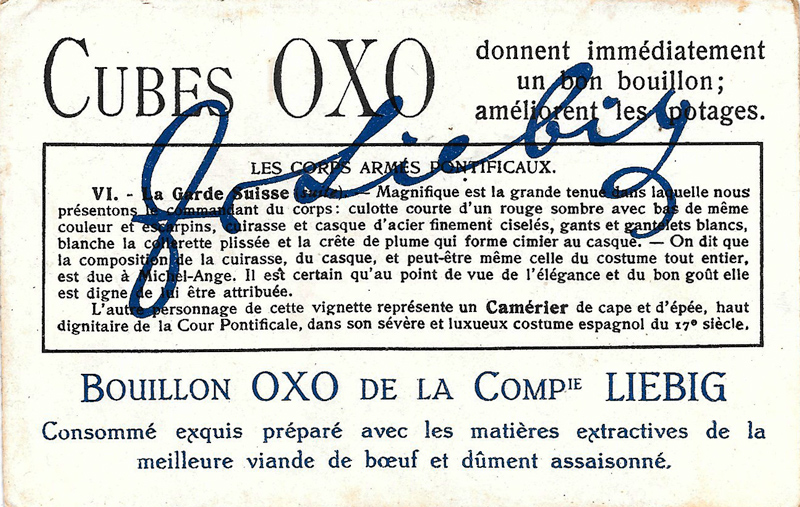 CUBES OXO
donnent immédiatement
un bon bouillon;
améliorent les potages.
LES CORPS ARMÉS PONTIFICAUX.
VI. - La Garde Suisse (suite). — Magnifique est la grande tenue dans laquelle nous
présentons le commandant du corps: culotte courte d'un rouge sombre avec bas de même
couleur et escarpins, cuirasse et casque d'acier finement ciselés, gants et gantelets blancs,
blanche la collerette plissée et la crête de plume qui forme cimier au casque. — On dit que
la composition de la cuirasse, du casque, et peut-être même celle du costume tout entier,
est due à Michel-Ange. Il est certain qu'au point de vue de l'élégance et du bon goût elle
est digne de lui être attribuée.
L'autre personnage de cette vignette représente un Camérier de cape et d'épée, haut
dignitaire de la Cour Pontificale, dans son sévère et luxueux costume espagnol du 17e siècle.
J v Liebig
BOUILLON OXO DE LA COMPIE LIEBIG
Consommé exquis préparé avec les matières extractives de la
meilleure viande de bœuf et dûment assaisonné.